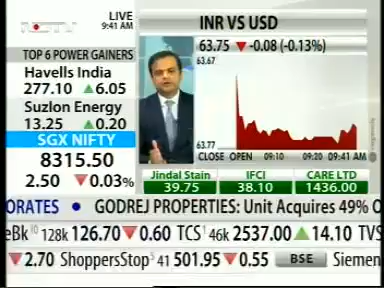 NDTV
LIVE
9:41 AM
TOP 6 POWER GAINERS
Havells India
277.10 ▲6.05
Suzlon Energy
13.25 ▲0.20
SGX NIFTY
8315.50
2.50 ▼0.03%
INR VS USD
63.75 ▼-0.08 (-0.13%)
63.67
63.77
CLOSE OPEN 09:10 09:20 09:41 AM
Jindal Stain IFCI CARE LTD
39.75 38.10 1436.00
ORATES • GODREJ PROPERTIES: Unit Acquires 49% O
eBk 10 128k 126.70 ▼0.60 TCS 1 46k 2537.00 ▲14.10 TVS
▼2.70 ShoppersStop 5 41 501.95 ▼0.55 BSE Siemen